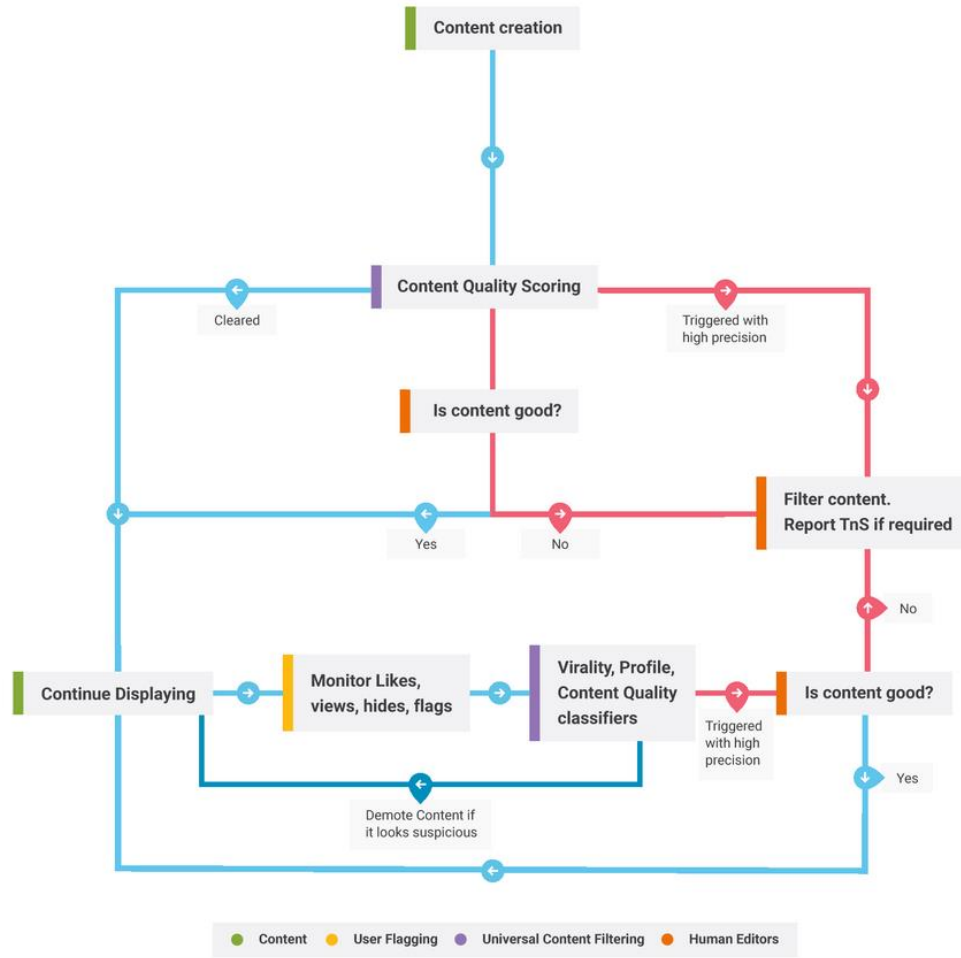 Content creation
Content Quality Scoring
Cleared
Triggered with
high precision
Is content good?
Filter content.
Report TnS if required
Yes
No
No
Continue Displaying
Monitor Likes,
views, hides, flags
Virality, Profile,
Content Quality
classifiers
Triggered
with high
precision
Is content good?
Yes
Demote Content if
it looks suspicious
Content
User Flagging
Universal Content Filtering
Human Editors